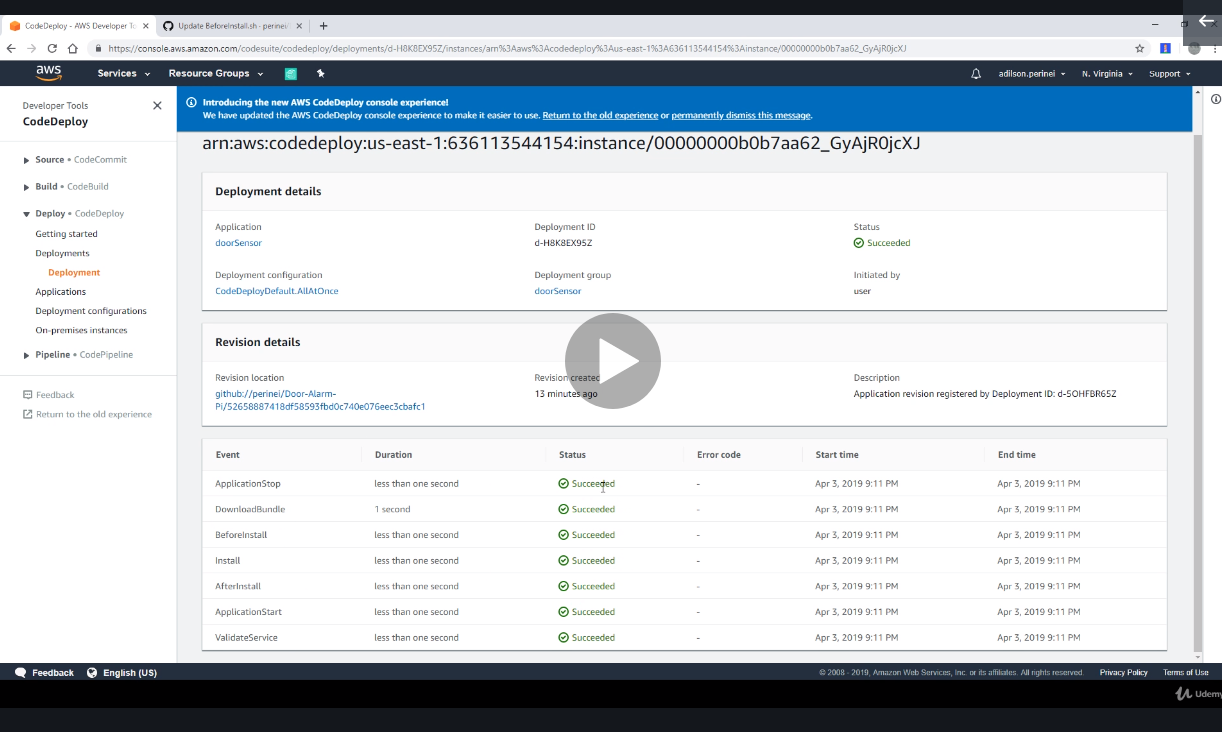 CodeDeploy - AWS Developer To
Update BeforeInstall.sh - perinei/
https://console.aws.amazon.com/codesuite/codedeploy/deployments/d-H8K8EX95Z/instances/arn%3Aaws%3Acodedeploy%3Aus-east-1%3A636113544154%3Ainstance/00000000b0b7aa62_GyAjR0jcXJ
aws Services Resource Groups adilson.perinei N. Virginia Support
Developer Tools
CodeDeploy
Source • CodeCommit
Build • CodeBuild
Deploy • CodeDeploy
Getting started
Deployments
Deployment
Applications
Deployment configurations
On-premises instances
Pipeline • CodePipeline
Feedback
Return to the old experience
Introducing the new AWS CodeDeploy console experience!
We have updated the AWS CodeDeploy console experience to make it easier to use. Return to the old experience or permanently dismiss this message.
arn:aws:codedeploy:us-east-1:636113544154:instance/00000000b0b7aa62_GyAjR0jcXJ
Deployment details
Application Deployment ID Status
doorSensor d-H8K8EX95Z Succeeded
Deployment configuration Deployment group Initiated by
CodeDeployDefault.AllAtOnce doorSensor user
Revision details
Revision location Revision created Description
github://perinei/Door-Alarm- 13 minutes ago Application revision registered by Deployment ID: d-5OHFBR65Z
Pi/52658887418df58593fbd0c740e076eec3cbafc1
Event Duration Status Error code Start time End time
ApplicationStop less than one second Succeeded - Apr 3, 2019 9:11 PM Apr 3, 2019 9:11 PM
DownloadBundle 1 second Succeeded - Apr 3, 2019 9:11 PM Apr 3, 2019 9:11 PM
BeforeInstall less than one second Succeeded - Apr 3, 2019 9:11 PM Apr 3, 2019 9:11 PM
Install less than one second Succeeded - Apr 3, 2019 9:11 PM Apr 3, 2019 9:11 PM
AfterInstall less than one second Succeeded - Apr 3, 2019 9:11 PM Apr 3, 2019 9:11 PM
ApplicationStart less than one second Succeeded - Apr 3, 2019 9:11 PM Apr 3, 2019 9:11 PM
ValidateService less than one second Succeeded - Apr 3, 2019 9:11 PM Apr 3, 2019 9:11 PM
Feedback English (US) © 2008 - 2019, Amazon Web Services, Inc. or its affiliates. All rights reserved. Privacy Policy Terms of Use
Udemy